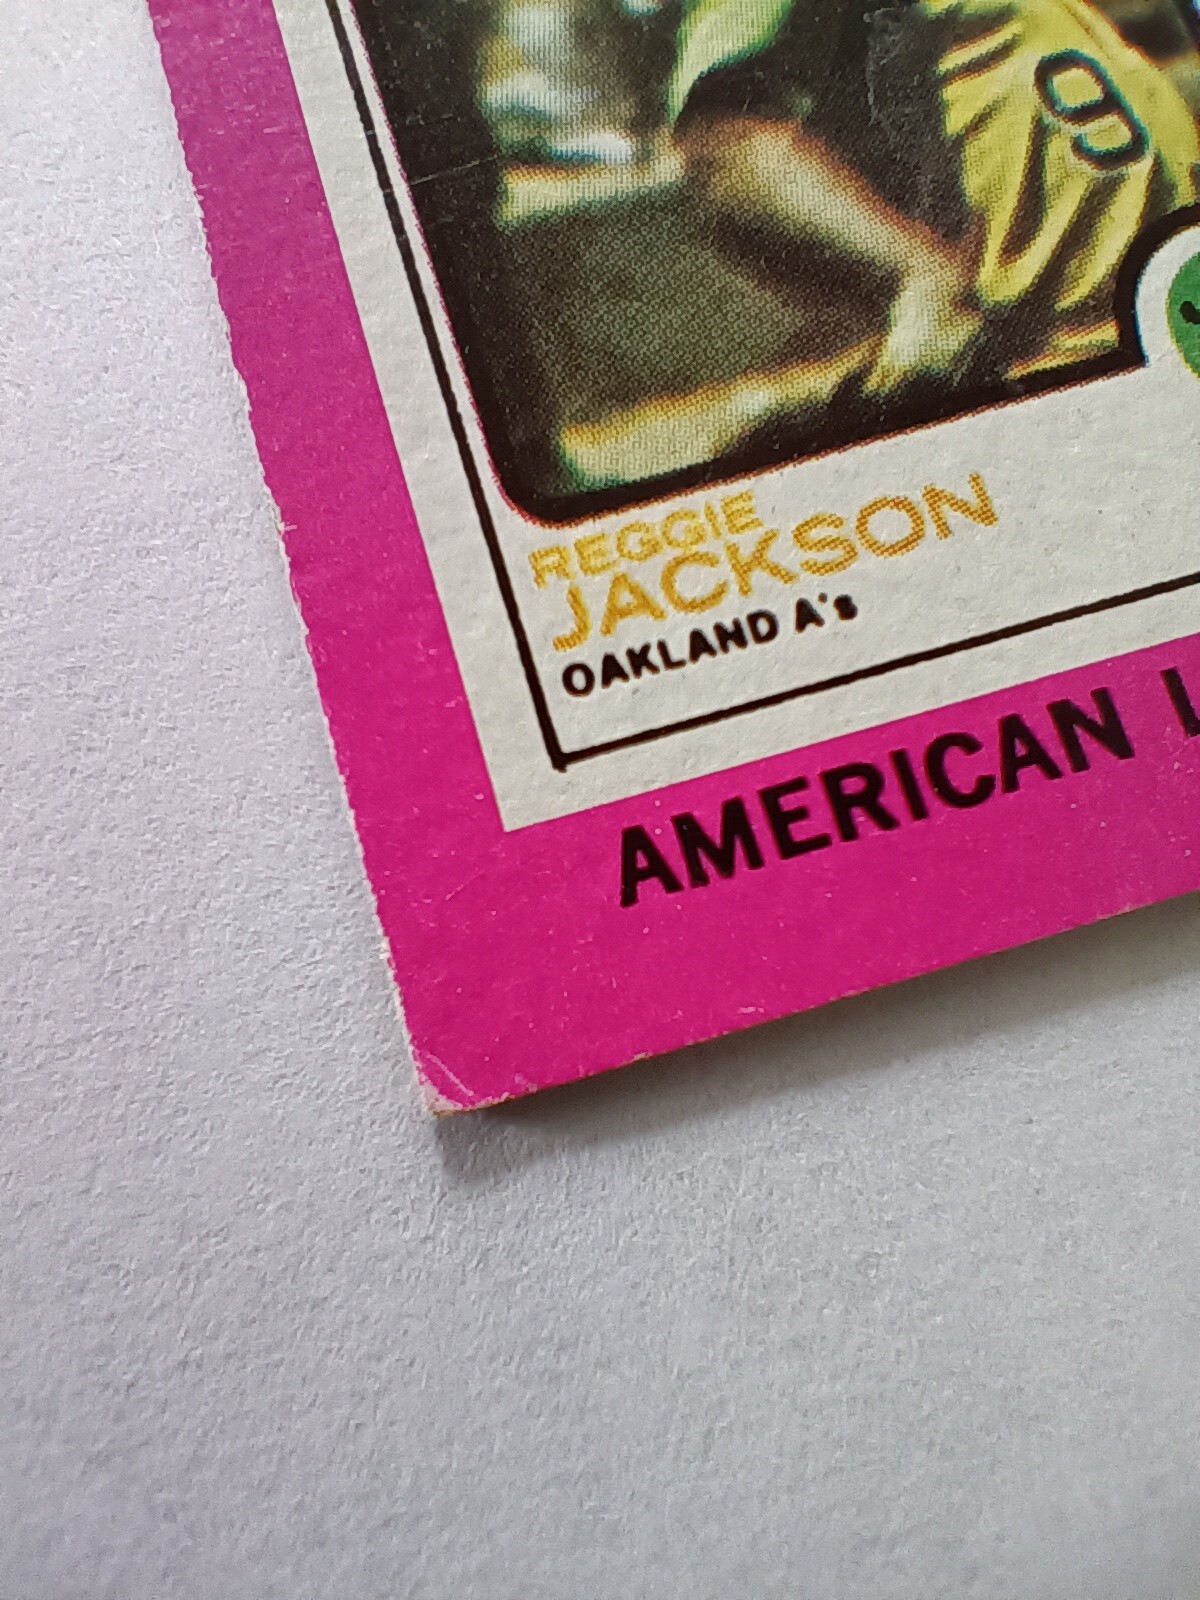 REGGIE
JACKSON
OAKLAND A's
AMERICAN